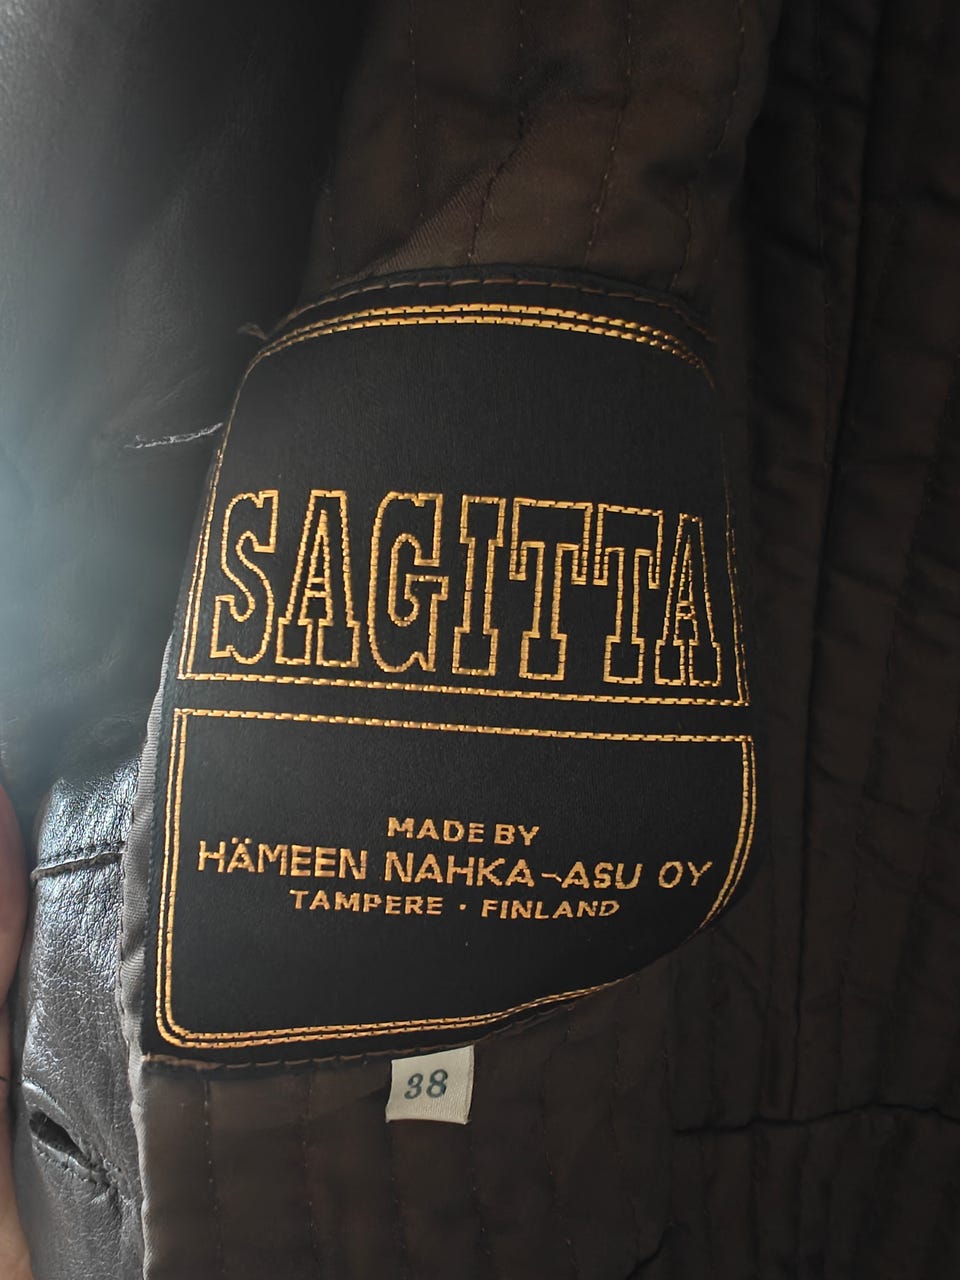 SAGITTA
MADE BY
HÄMEEN NAHKA-ASU OY
TAMPERE · FINLAND
38